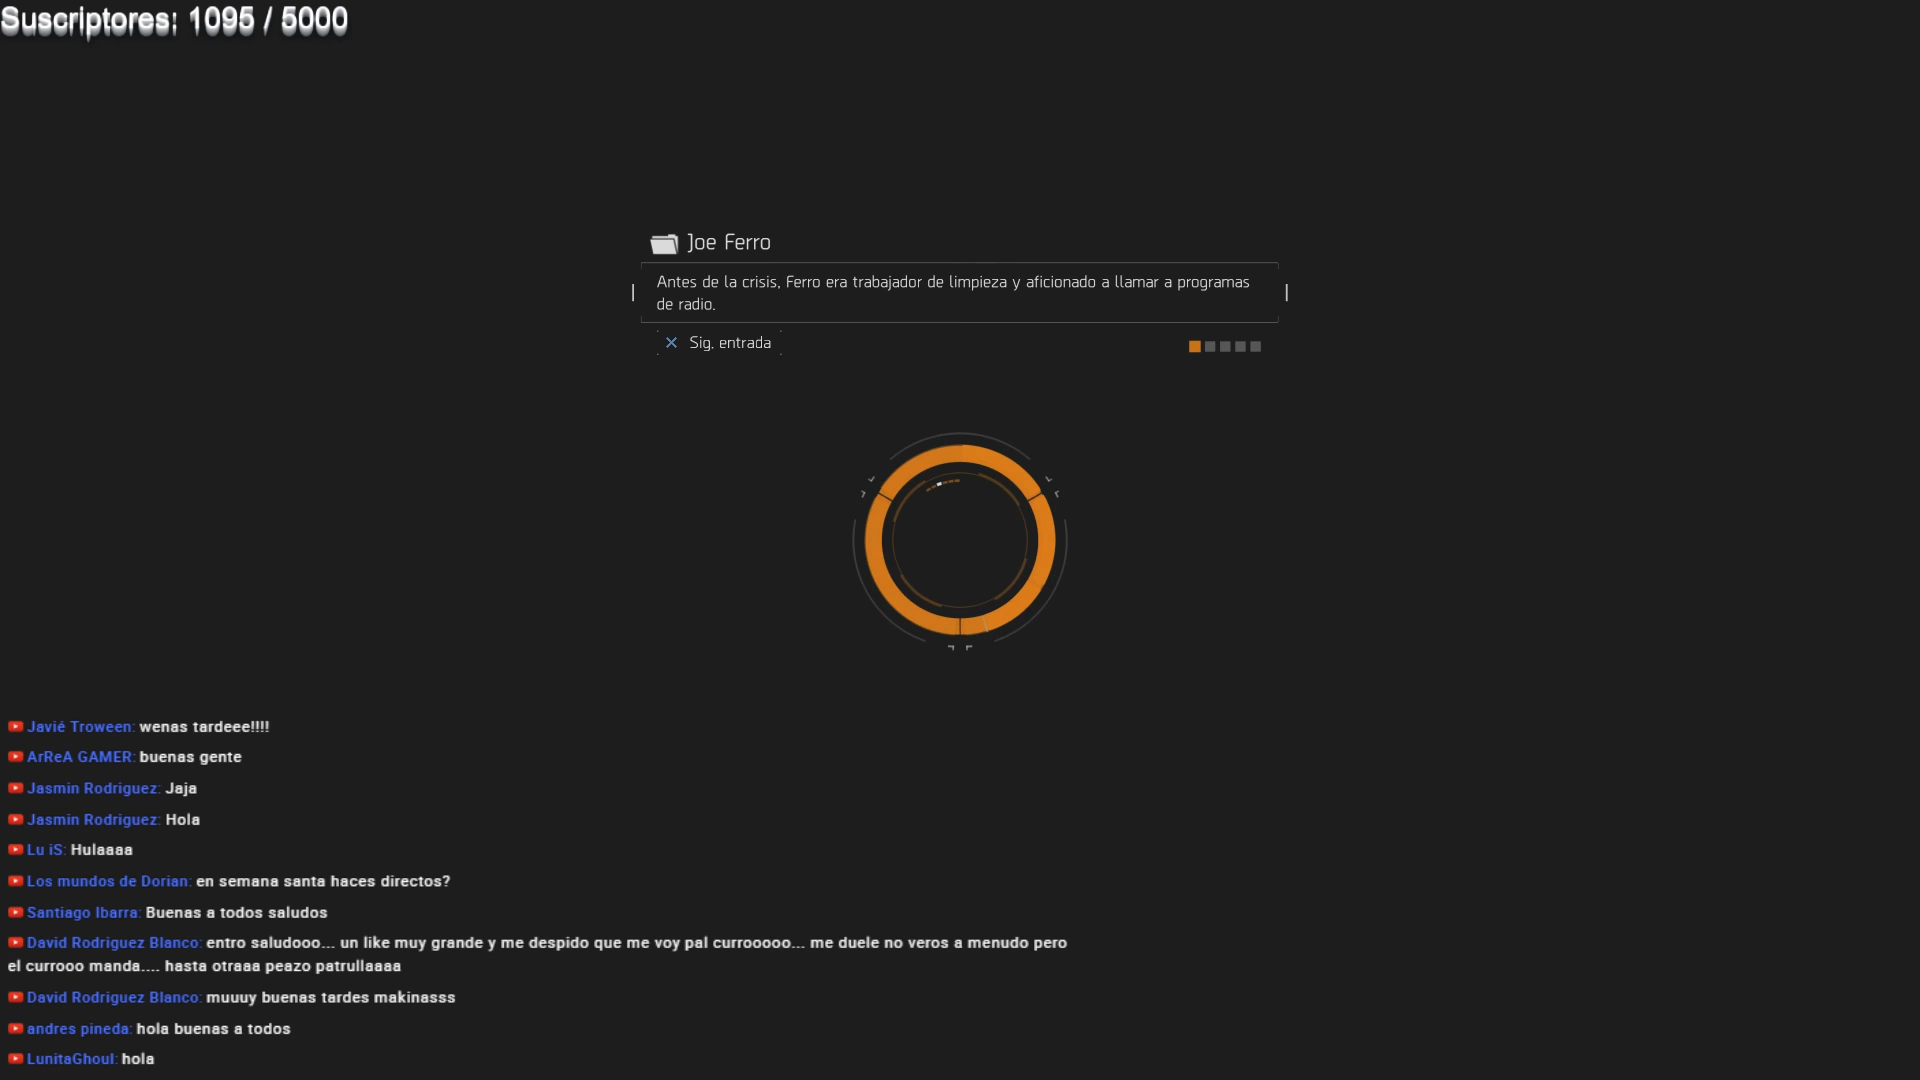 Suscriptores: 1095 / 5000
Joe Ferro
Antes de la crisis, Ferro era trabajador de limpieza y aficionado a llamar a programas
de radio.
Sig. entrada
Javié Troween: wenas tardeee!!!!
ArReA GAMER: buenas gente
Jasmin Rodriguez: Jaja
Jasmin Rodriguez: Hola
Lu iS: Hulaaaa
Los mundos de Dorian: en semana santa haces directos?
Santiago Ibarra: Buenas a todos saludos
David Rodriguez Blanco: entro saludooo... un like muy grande y me despido que me voy pal currooooo... me duele no veros a menudo pero
el currooo manda.... hasta otraaa peazo patrullaaaa
David Rodriguez Blanco: muuuy buenas tardes makinasss
andres pineda: hola buenas a todos
LunitaGhoul: hola